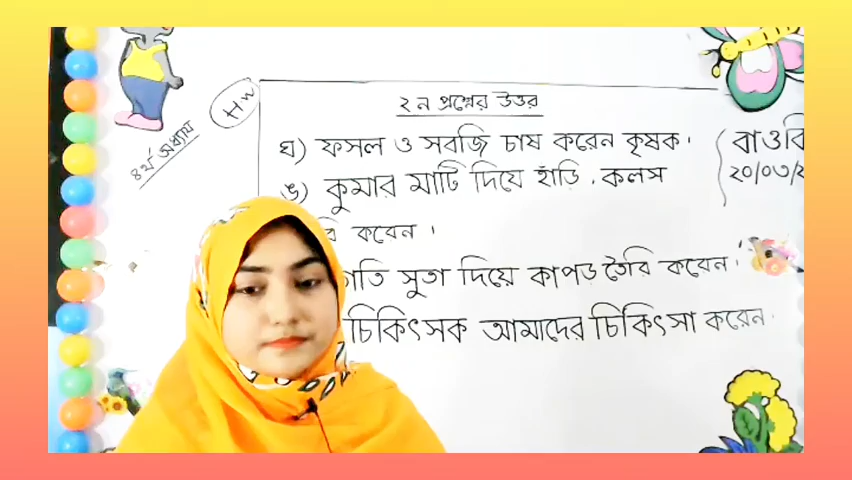 ২ন প্রশ্নের উত্তর
HW
৪র্থ অধ্যায়
ঘ) ফসল ও সবজি চাষ করেন কৃষক।
ঙ) কুমার মাটি দিয়ে হাঁড়ি, কলস
করেন।
সুতা দিয়ে কাপড় তৈরি করেন।
চিকিৎসক আমাদের চিকিৎসা করেন।
২০/০৩/২